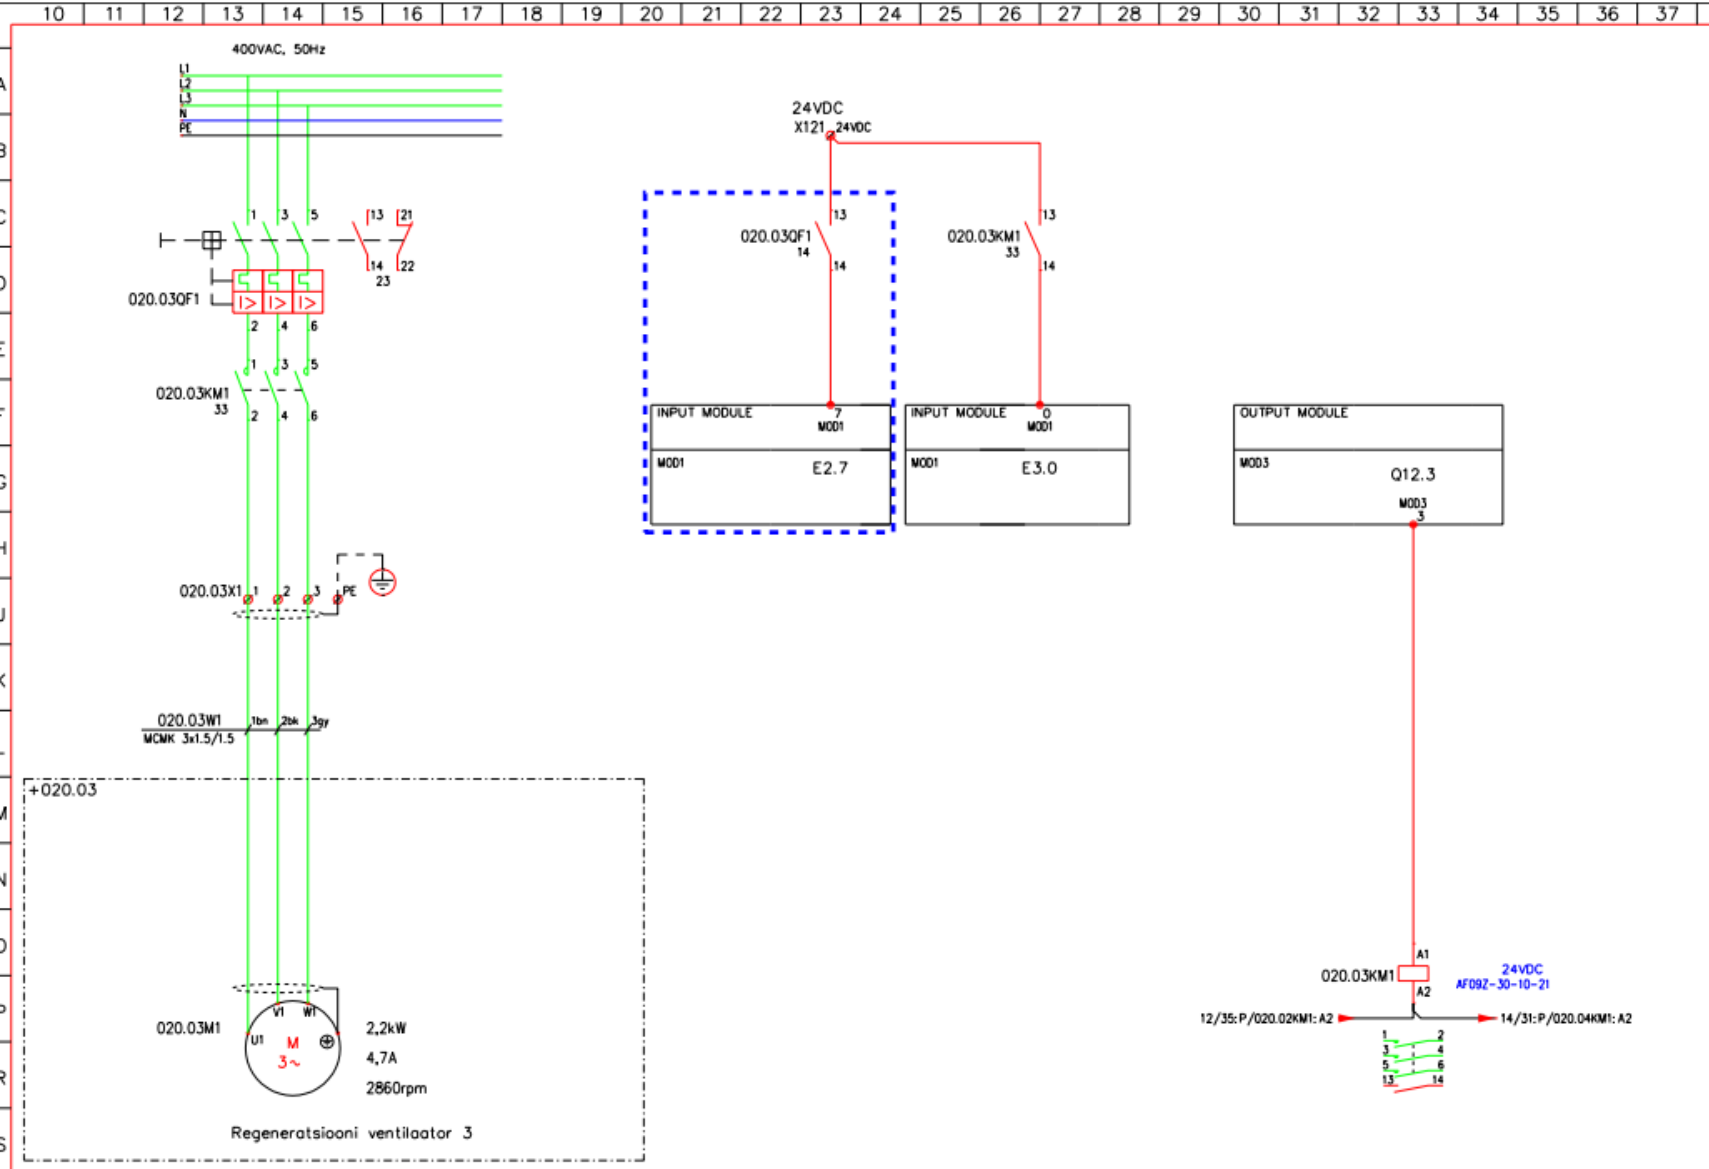 10 11 12 13 14 15 16 17 18 19 20 21 22 23 24 25 26 27 28 29 30 31 32 33 34 35 36 37
A
B
C
D
E
F
G
H
J
K
L
M
N
O
P
R
S
400VAC, 50Hz
L1
L2
L3
N
PE
1 3 5
13 21
14 22
23
020.03QF1
I> I> I>
2 4 6
1 3 5
020.03KM1
33
2 4 6
020.03X1 1 2 3 PE
020.03W1 1bn 2bk 3gy
MCMK 3x1.5/1.5
+020.03
020.03M1
U1 V1 W1
M
3~
2,2kW
4,7A
2860rpm
Regeneratsiooni ventilaator 3
24VDC
X121 24VDC
13
020.03QF1
14
14
13
020.03KM1
33
14
INPUT MODULE 7
MOD1
MOD1 E2.7
INPUT MODULE 0
MOD1
MOD1 E3.0
OUTPUT MODULE
MOD3 Q12.3
MOD3
3
A1
020.03KM1
A2
24VDC
AF09Z-30-10-21
12/35:P/020.02KM1:A2
14/31:P/020.04KM1:A2
1 2
3 4
5 6
13 14